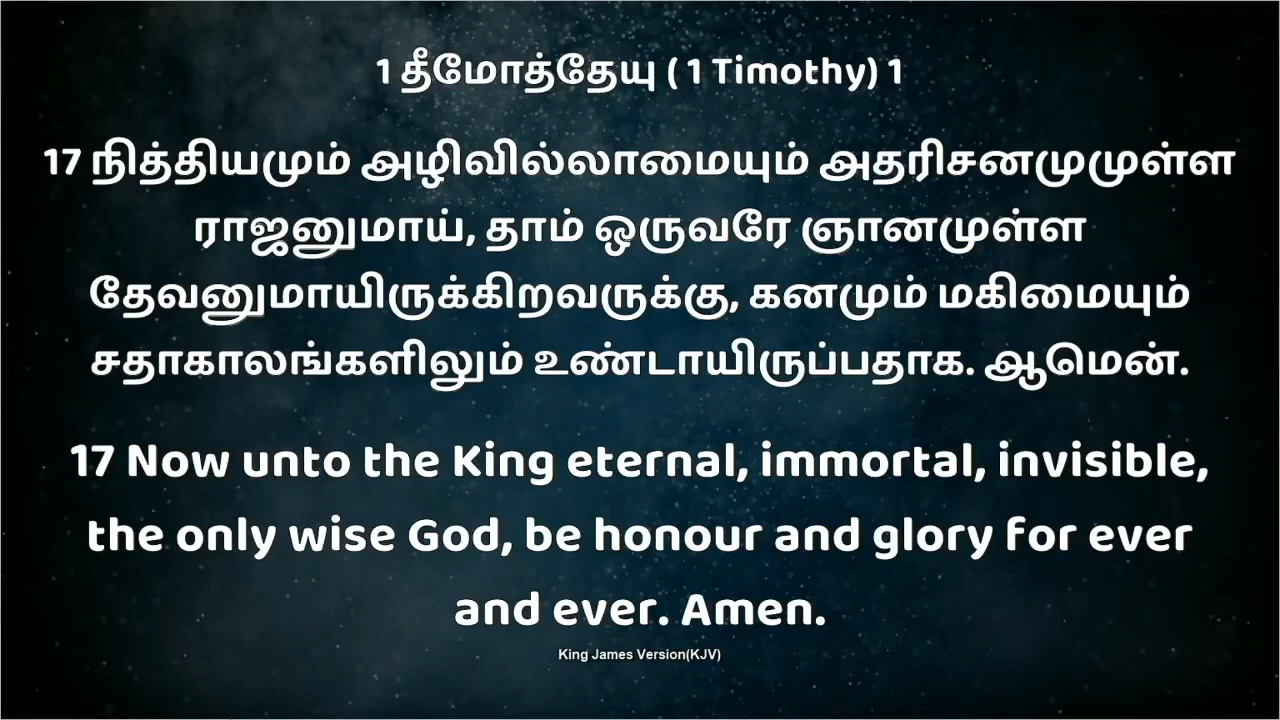 1 தீமோத்தேயு ( 1 Timothy) 1
17 நித்தியமும் அழிவில்லாமையும் அதரிசனமுமுள்ள
ராஜனுமாய், தாம் ஒருவரே ஞானமுள்ள
தேவனுமாயிருக்கிறவருக்கு, கனமும் மகிமையும்
சதாகாலங்களிலும் உண்டாயிருப்பதாக. ஆமென்.
17 Now unto the King eternal, immortal, invisible,
the only wise God, be honour and glory for ever
and ever. Amen.
King James Version(KJV)